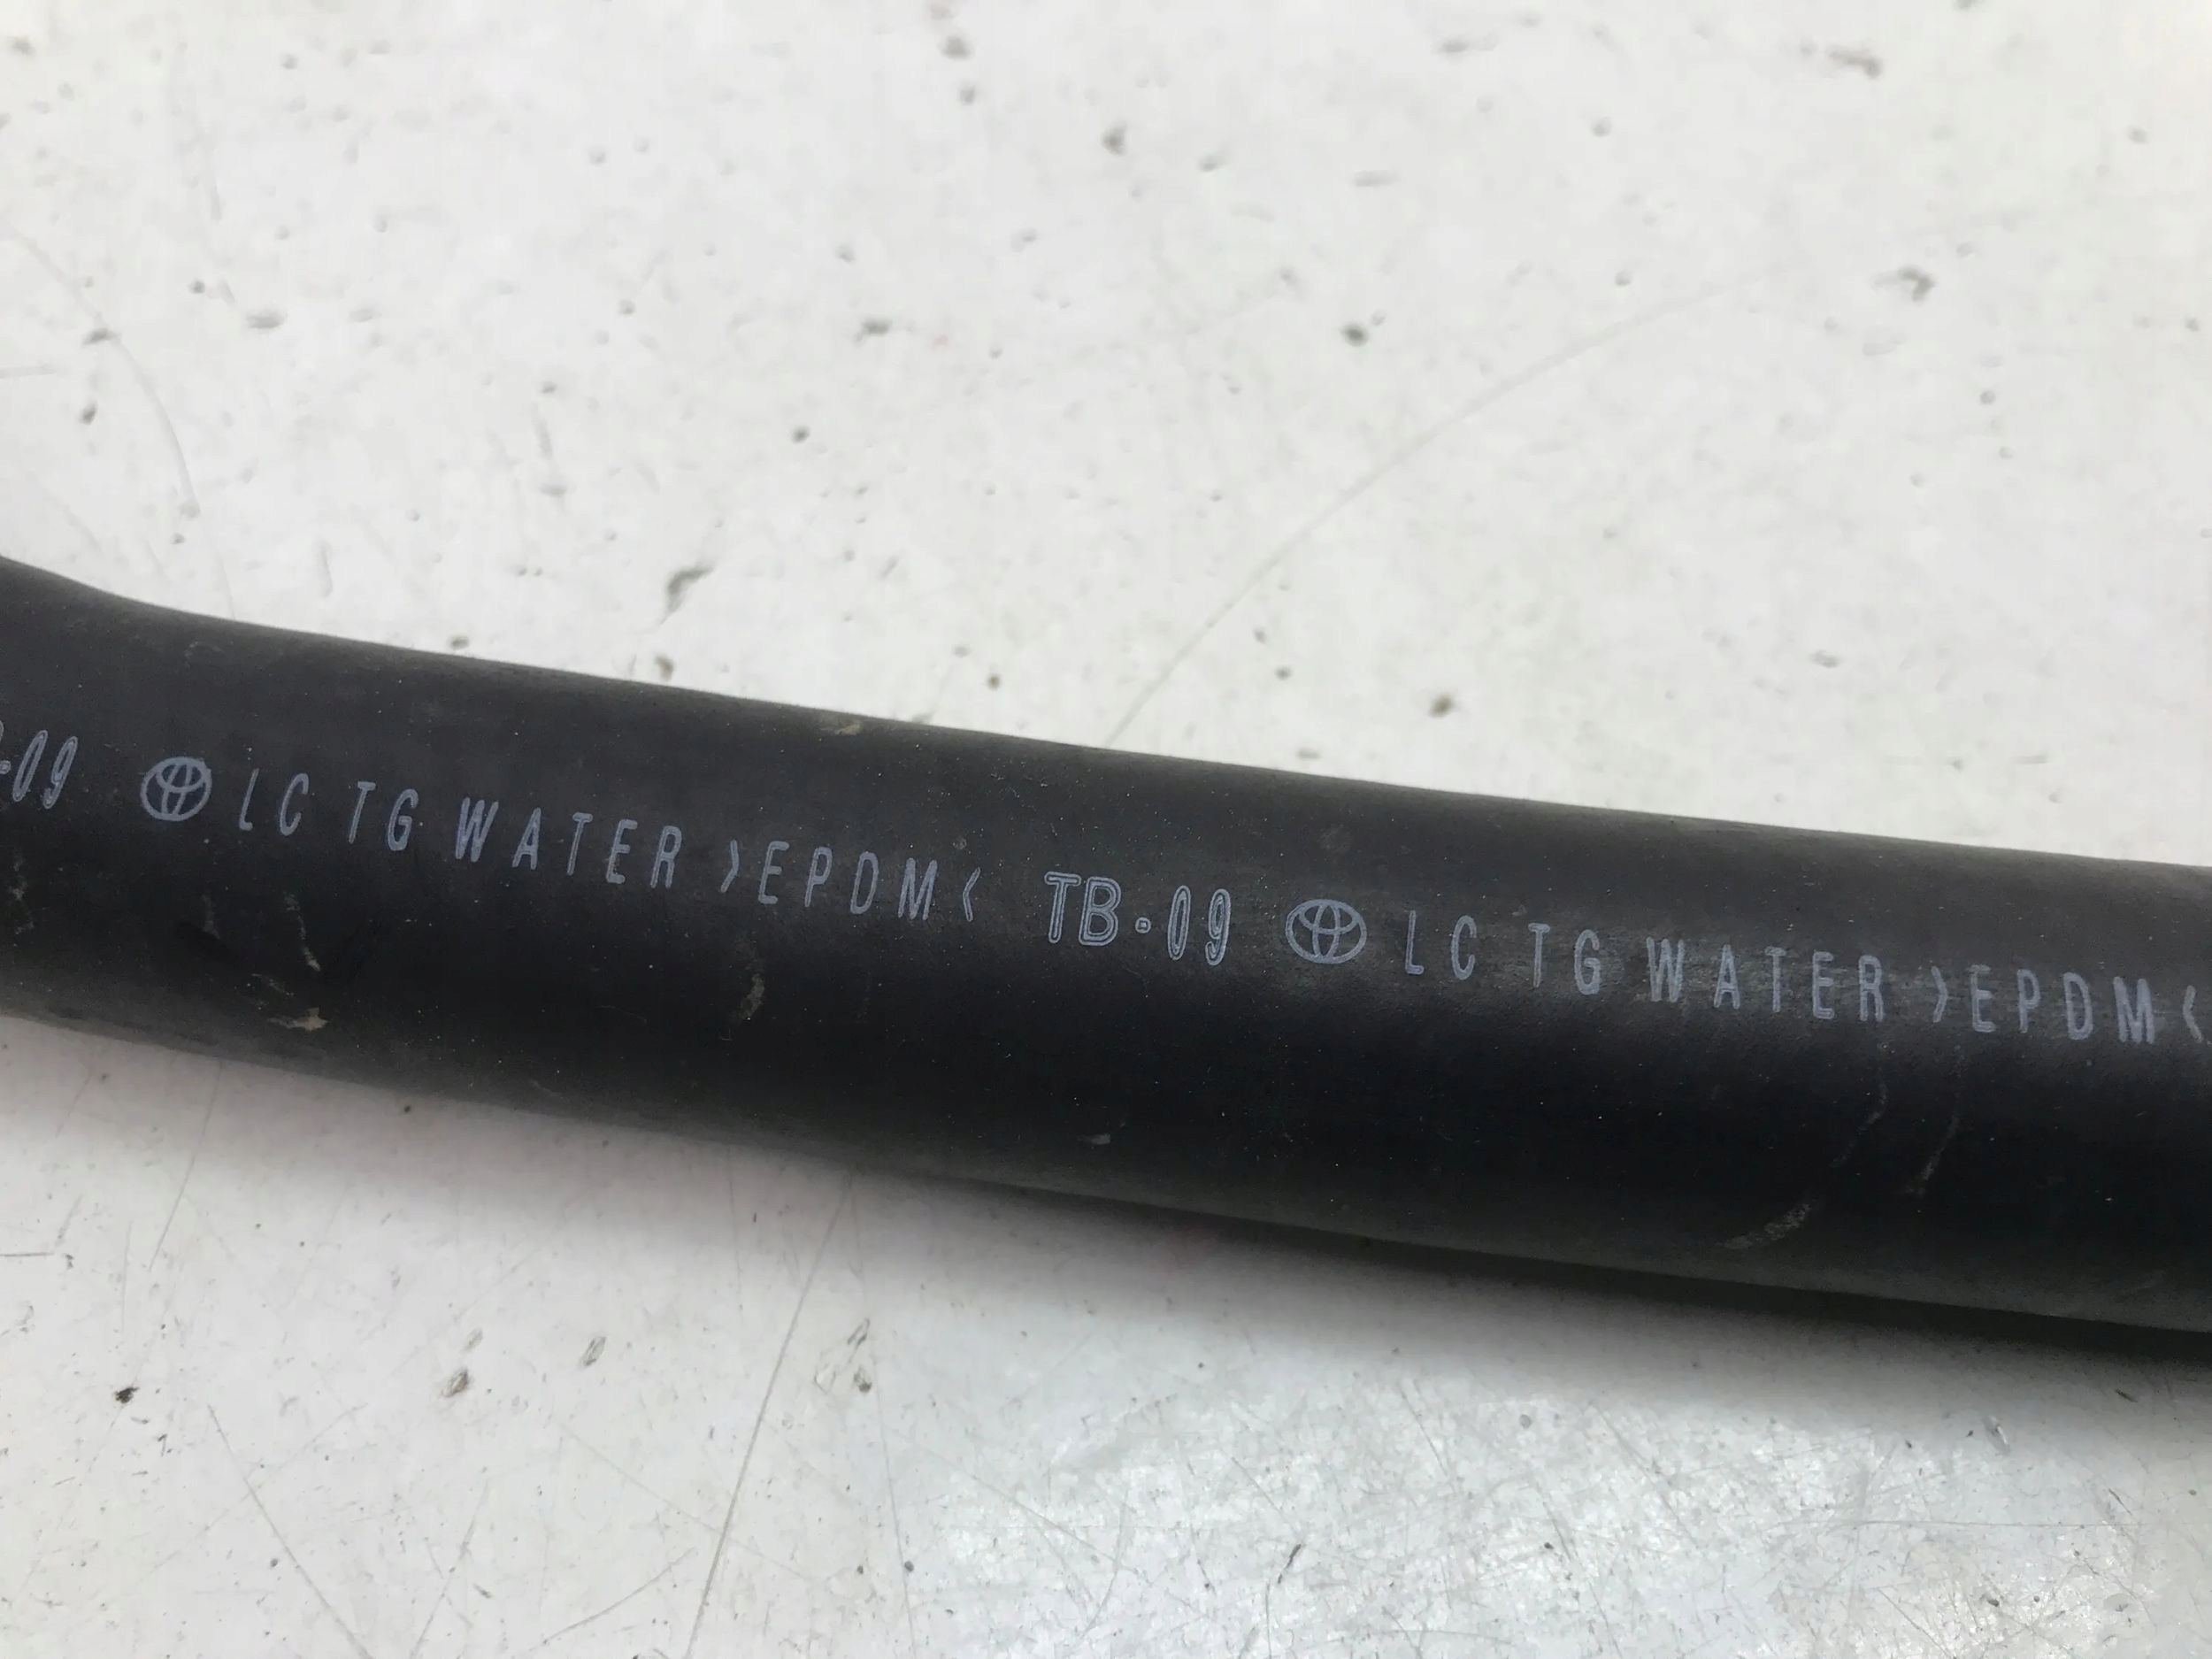 -09 LC TG WATER >EPDM< TB-09 LC TG WATER >EPDM<